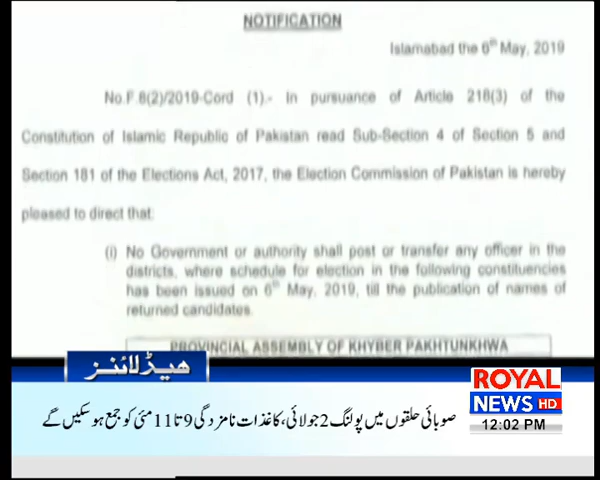 NOTIFICATION
Islamabad the 6th May, 2019
No.F.8(2)/2019-Cord (1).- In pursuance of Article 218(3) of the
Constitution of Islamic Republic of Pakistan read Sub-Section 4 of Section 5 and
Section 181 of the Elections Act, 2017, the Election Commission of Pakistan is hereby
pleased to direct that:
(i) No Government or authority shall post or transfer any officer in the
districts, where schedule for election in the following constituencies
has been issued on 6th May, 2019, till the publication of names of
returned candidates.
PROVINCIAL ASSEMBLY OF KHYBER PAKHTUNKHWA
ھیڈلائنز
ROYAL
NEWS HD
صوبائی حلقوں میں پولنگ 2 جولائی، کاغذات نامزدگی 9 تا 11 مئی کو جمع ہو سکیں گے
12:02 PM